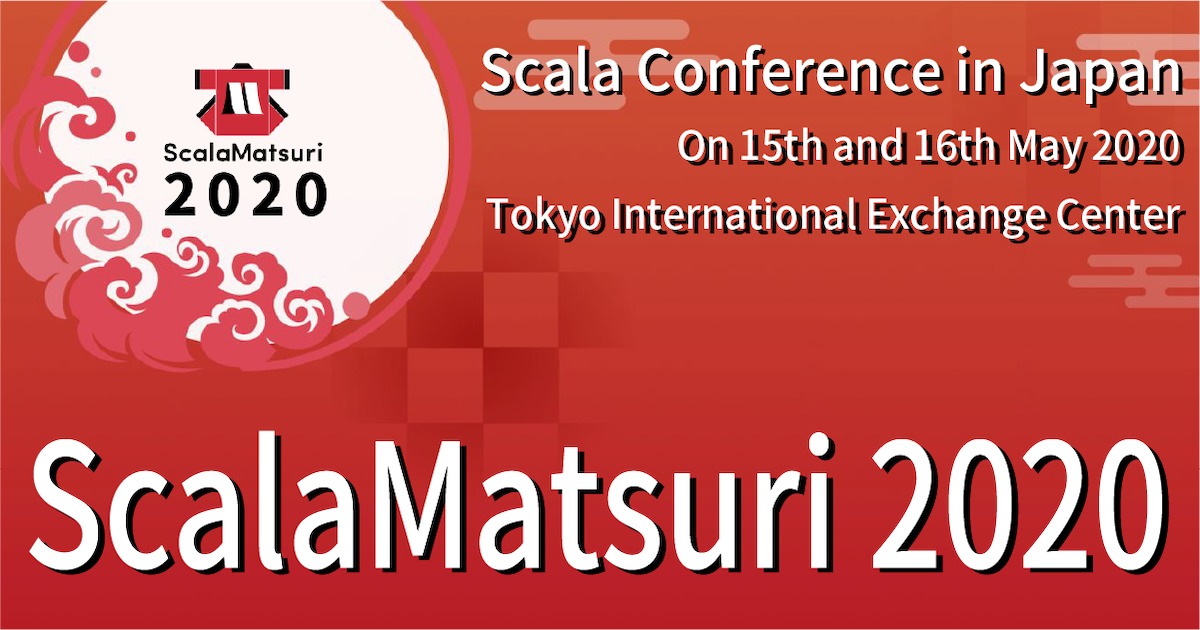 ScalaMatsuri
2020
Scala Conference in Japan
On 15th and 16th May 2020
Tokyo International Exchange Center
ScalaMatsuri 2020